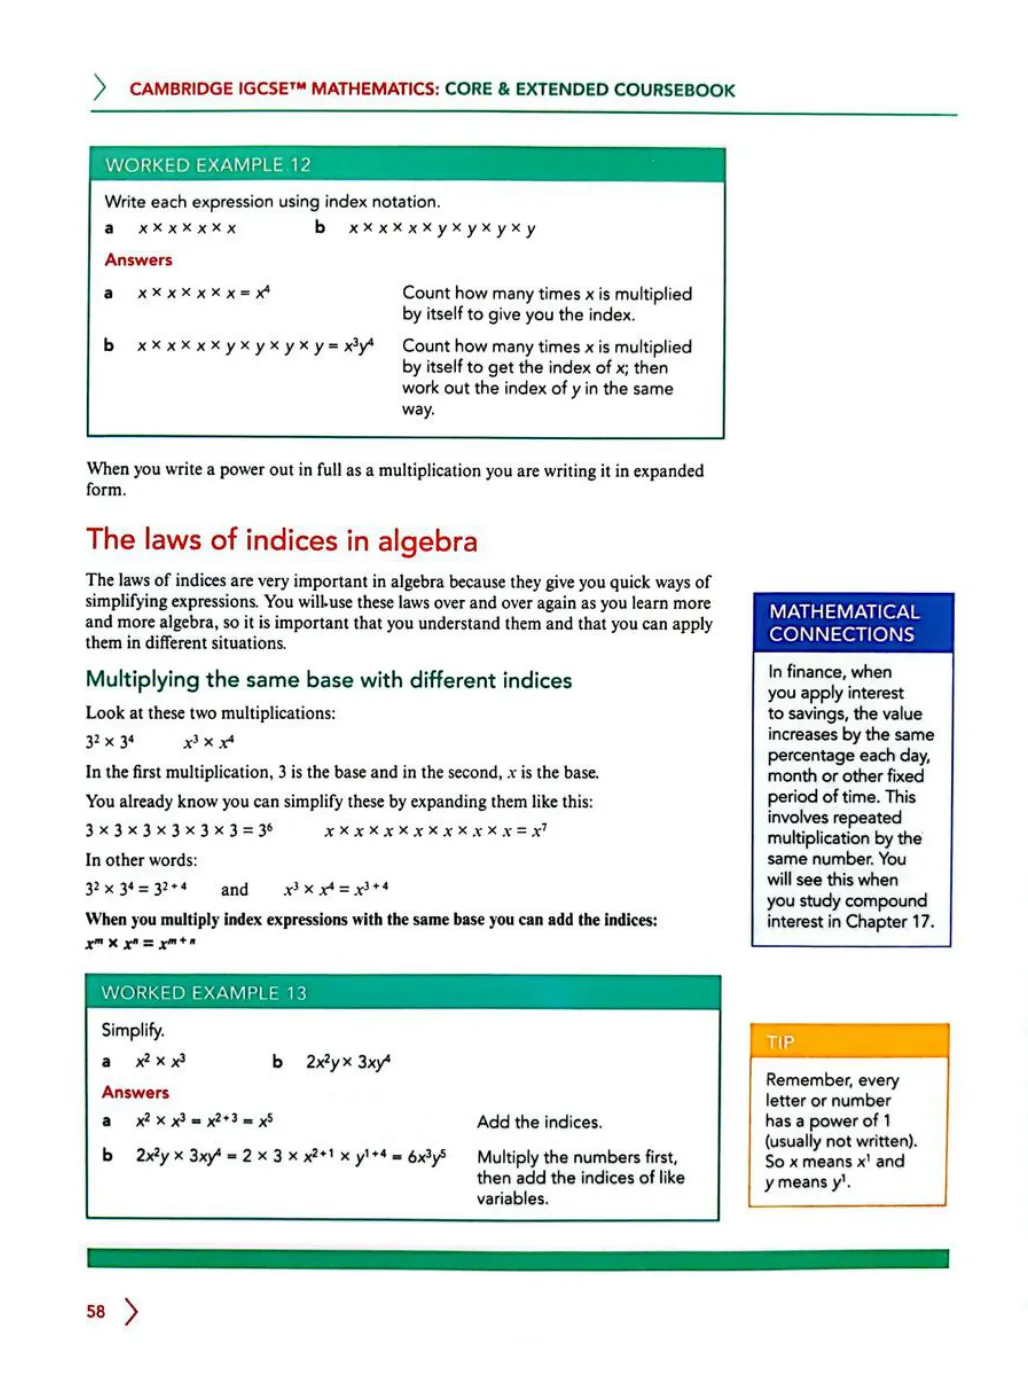 CAMBRIDGE IGCSE™ MATHEMATICS: CORE & EXTENDED COURSEBOOK
WORKED EXAMPLE 12
Write each expression using index notation.
a x × x × x × x b x × x × x × y × y × y × y
Answers
a x × x × x × x = x⁴ Count how many times x is multiplied
by itself to give you the index.
b x × x × x × y × y × y × y = x³y⁴ Count how many times x is multiplied
by itself to get the index of x; then
work out the index of y in the same
way.
When you write a power out in full as a multiplication you are writing it in expanded
form.
The laws of indices in algebra
The laws of indices are very important in algebra because they give you quick ways of
simplifying expressions. You will use these laws over and over again as you learn more
and more algebra, so it is important that you understand them and that you can apply
them in different situations.
Multiplying the same base with different indices
Look at these two multiplications:
3² × 3⁴ x³ × x⁴
In the first multiplication, 3 is the base and in the second, x is the base.
You already know you can simplify these by expanding them like this:
3 × 3 × 3 × 3 × 3 × 3 = 3⁶ x × x × x × x × x × x × x = x⁷
In other words:
3² × 3⁴ = 3²⁺⁴ and x³ × x⁴ = x³⁺⁴
When you multiply index expressions with the same base you can add the indices:
xᵐ × xⁿ = xᵐ⁺ⁿ
MATHEMATICAL
CONNECTIONS
In finance, when
you apply interest
to savings, the value
increases by the same
percentage each day,
month or other fixed
period of time. This
involves repeated
multiplication by the
same number. You
will see this when
you study compound
interest in Chapter 17.
WORKED EXAMPLE 13
Simplify.
a x² × x³ b 2x²y × 3xy⁴
Answers
a x² × x³ = x²⁺³ = x⁵ Add the indices.
b 2x²y × 3xy⁴ = 2 × 3 × x²⁺¹ × y¹⁺⁴ = 6x³y⁵ Multiply the numbers first,
then add the indices of like
variables.
TIP
Remember, every
letter or number
has a power of 1
(usually not written).
So x means x¹ and
y means y¹.
58